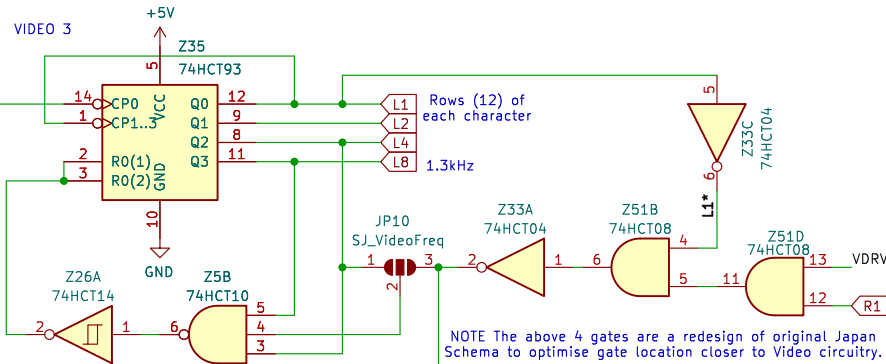 +5V
VIDEO 3
Z35
74HCT93
5
VCC
14
CP0
Q0
12
L1
Rows (12) of
each character
1
CP1..3
Q1
9
L2
Q2
8
L4
2
R0(1)
Q3
11
L8
1.3kHz
3
R0(2)
GND
10
GND
5
Z33C
74HCT04
6
L1*
JP10
SJ_VideoFreq
1
3
2
Z33A
74HCT04
2
1
Z51B
74HCT08
6
4
5
Z51D
74HCT08
11
13
VDRV
12
R1
Z26A
74HCT14
2
1
Z5B
74HCT10
6
5
4
3
NOTE The above 4 gates are a redesign of original Japan
Schema to optimise gate location closer to Video circuitry.